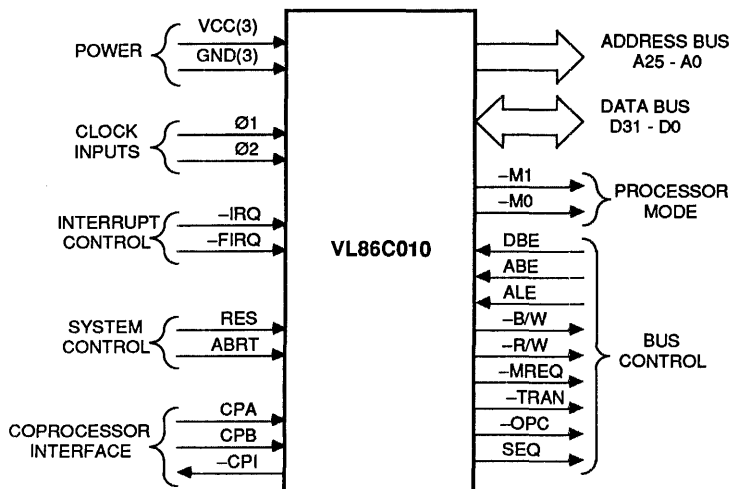 POWER
VCC(3)
GND(3)
CLOCK
INPUTS
Ø1
Ø2
INTERRUPT
CONTROL
–IRQ
–FIRQ
SYSTEM
CONTROL
RES
ABRT
COPROCESSOR
INTERFACE
CPA
CPB
–CPI
VL86C010
ADDRESS BUS
A25 - A0
DATA BUS
D31 - D0
–M1
–M0
PROCESSOR
MODE
DBE
ABE
ALE
–B/W
–R/W
–MREQ
–TRAN
–OPC
SEQ
BUS
CONTROL